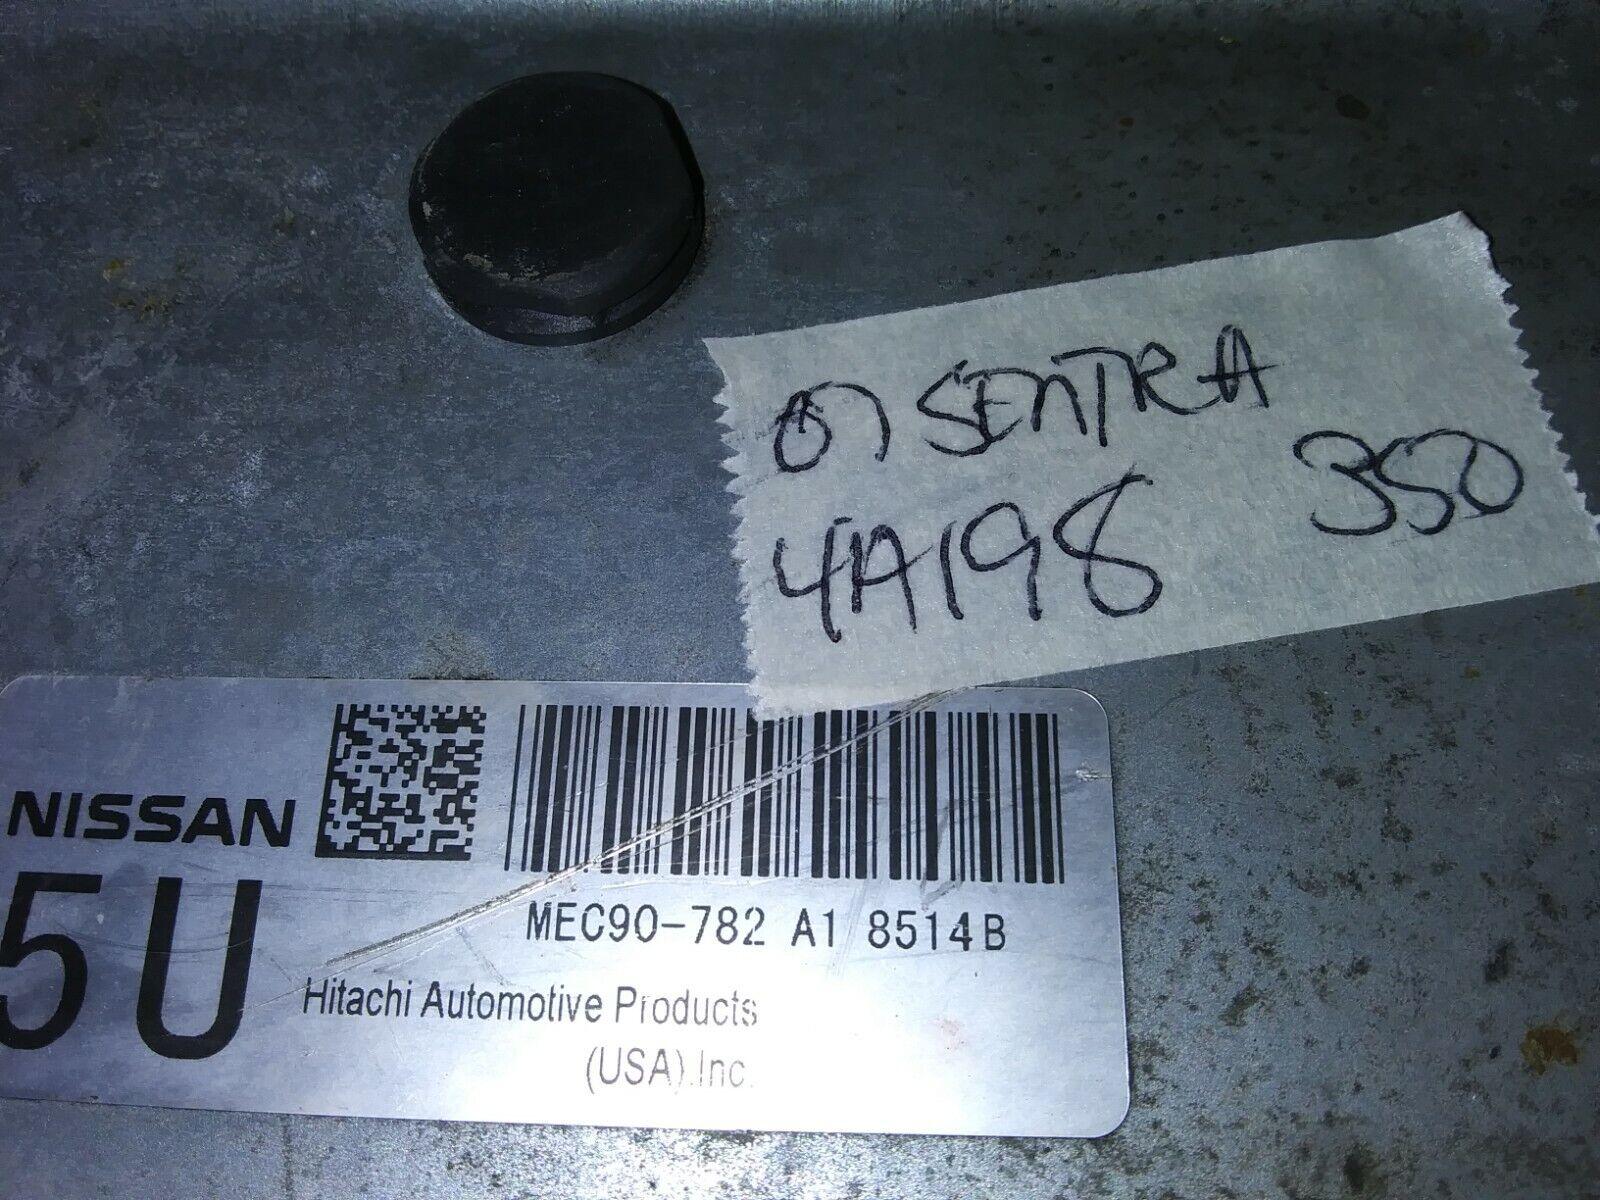 07 SENTRA
4A198 350
NISSAN
5U
MEC90-782 A1 8514B
Hitachi Automotive Products
(USA).Inc.